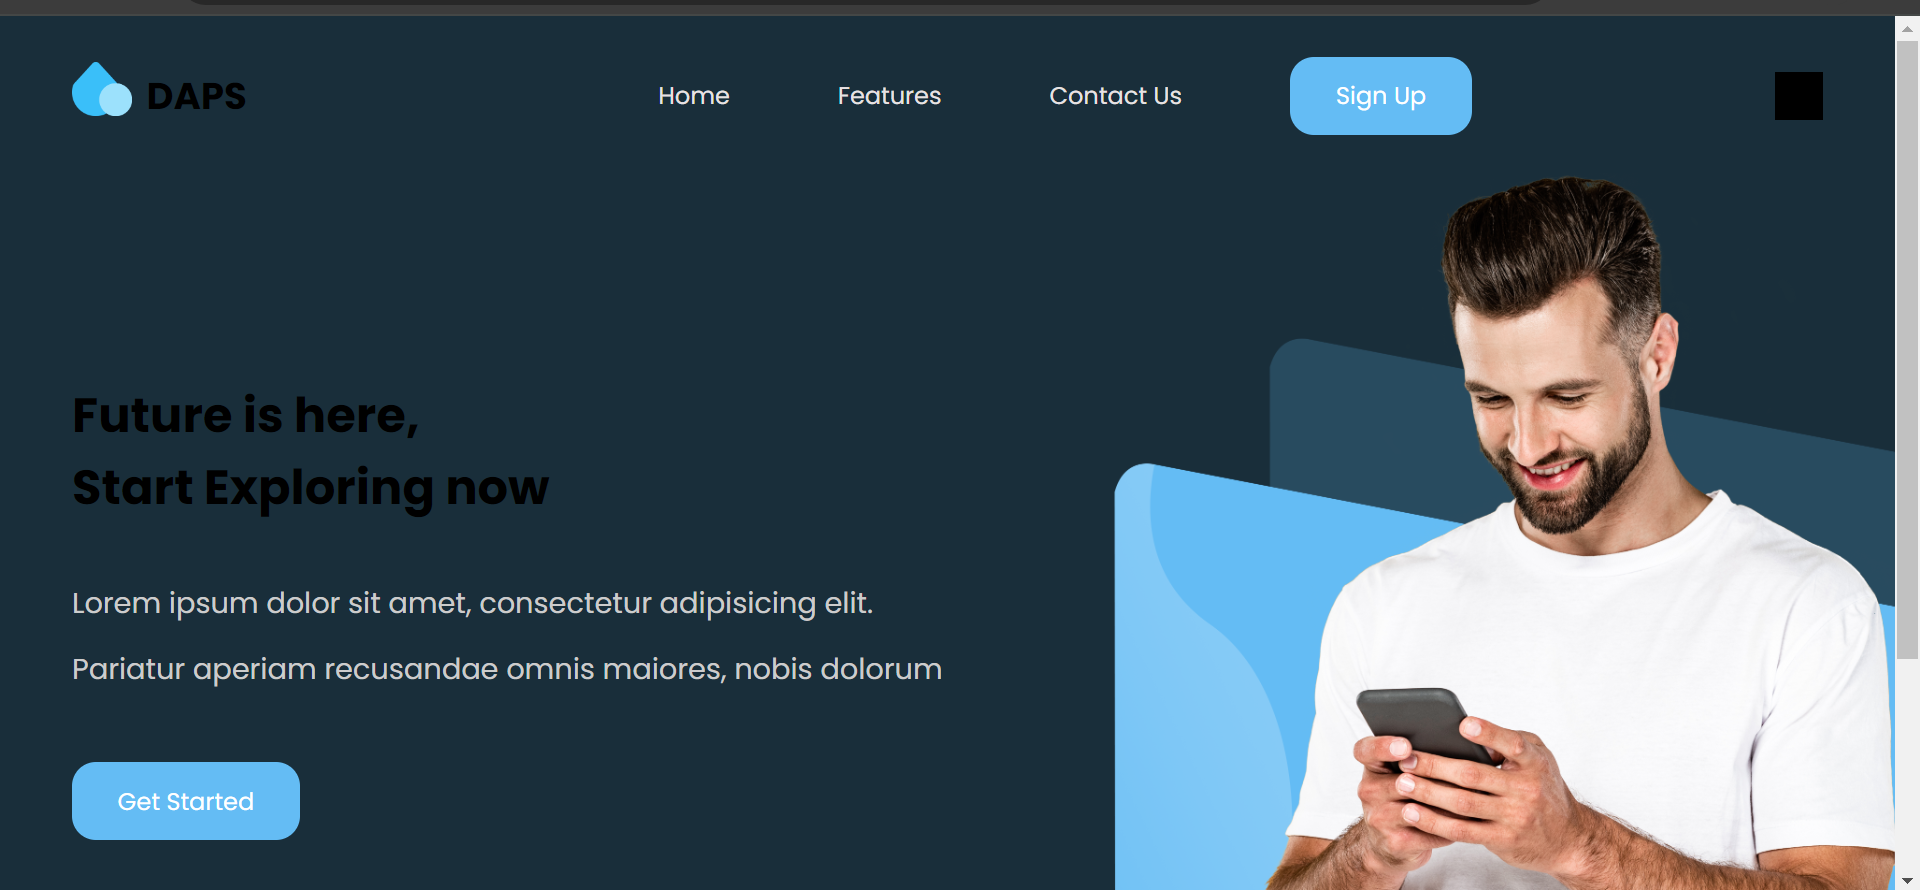 DAPS
Home
Features
Contact Us
Sign Up
Future is here,
Start Exploring now
Lorem ipsum dolor sit amet, consectetur adipisicing elit.
Pariatur aperiam recusandae omnis maiores, nobis dolorum
Get Started